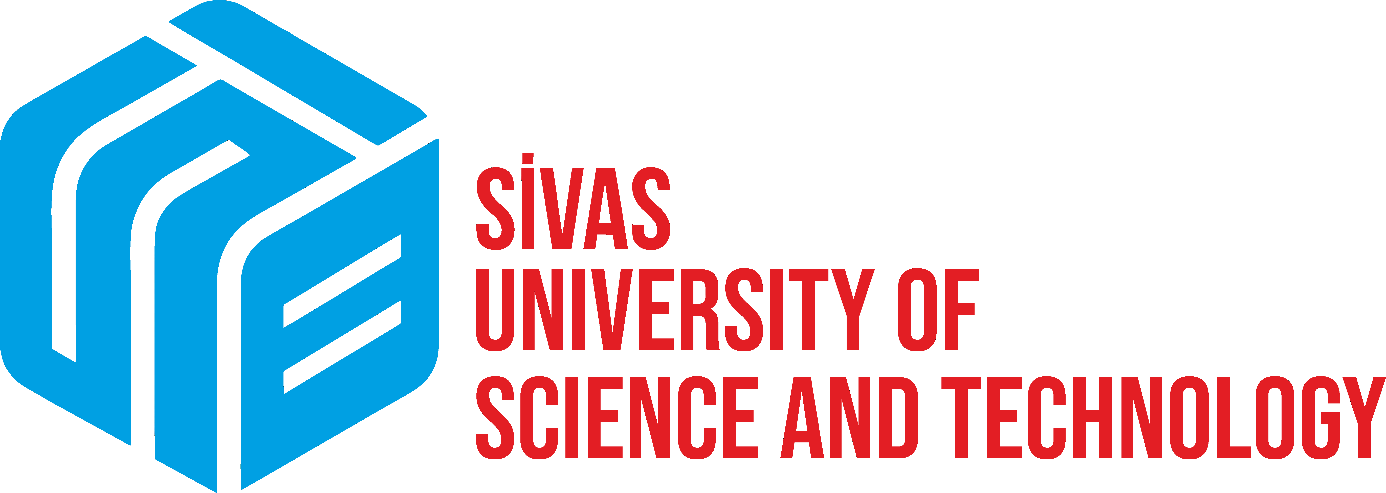 SİVAS
UNIVERSITY OF
SCIENCE AND TECHNOLOGY